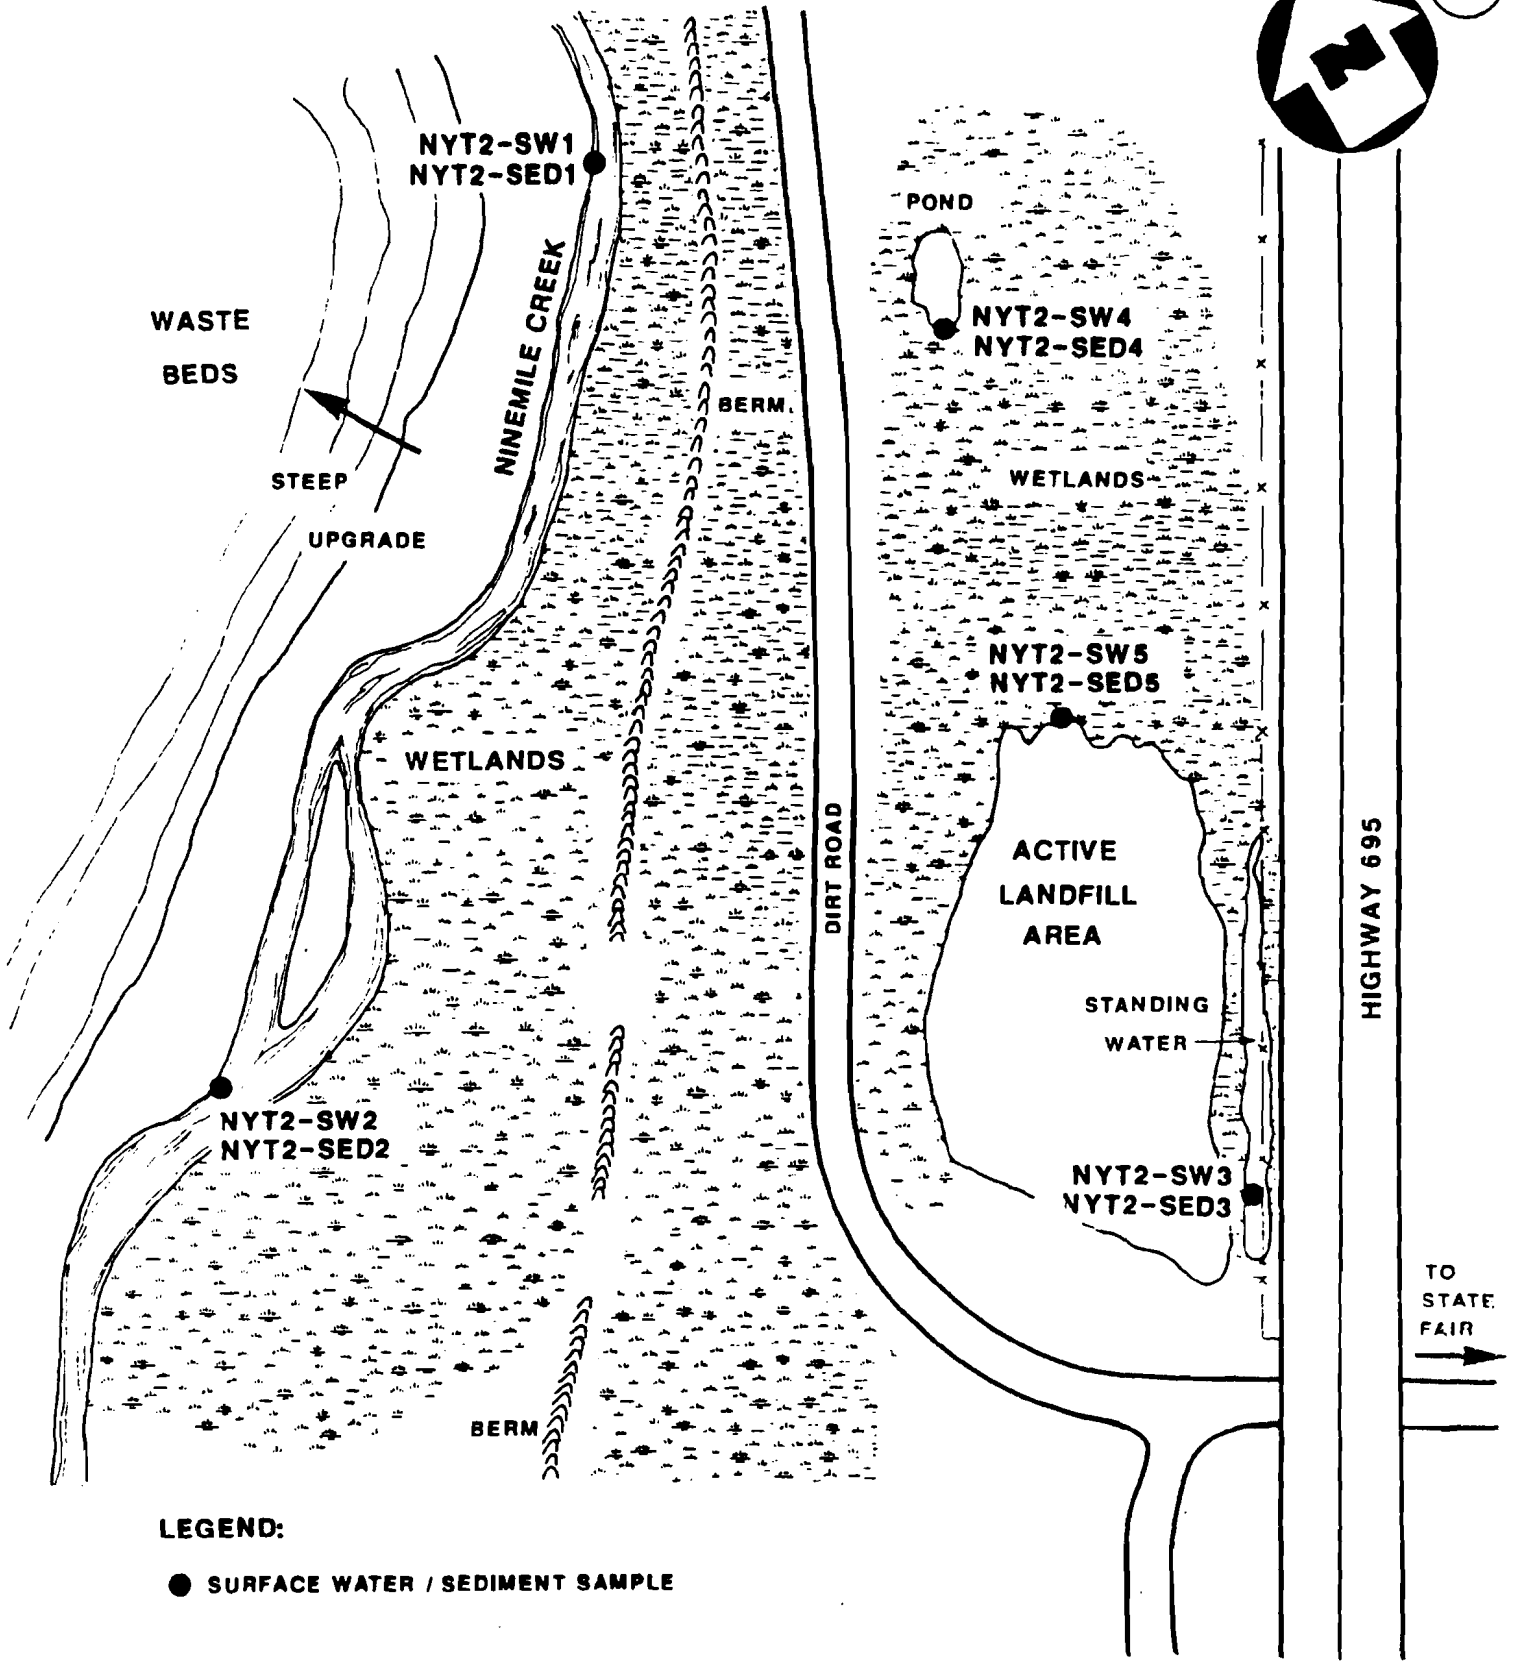 N
NYT2-SW1
NYT2-SED1
POND
NINEMILE CREEK
WASTE
BEDS
NYT2-SW4
NYT2-SED4
BERM
STEEP
WETLANDS
UPGRADE
NYT2-SW5
NYT2-SED5
WETLANDS
DIRT ROAD
ACTIVE
LANDFILL
AREA
HIGHWAY 695
STANDING
WATER
NYT2-SW2
NYT2-SED2
NYT2-SW3
NYT2-SED3
TO
STATE
FAIR
BERM
LEGEND:
SURFACE WATER / SEDIMENT SAMPLE